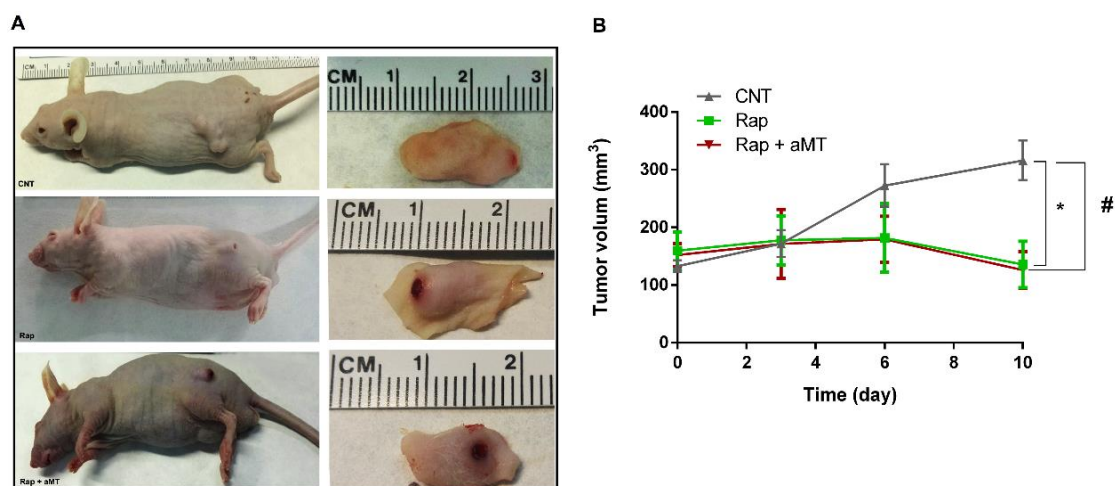 A
CM
CNT
CM 1 2 3
Rap
CM 1 2
Rap + aMT
CM 1 2
B
CNT
Rap
Rap + aMT
Tumor volum (mm³)
400
300
200
100
0
0 2 4 6 8 10
Time (day)
*
#